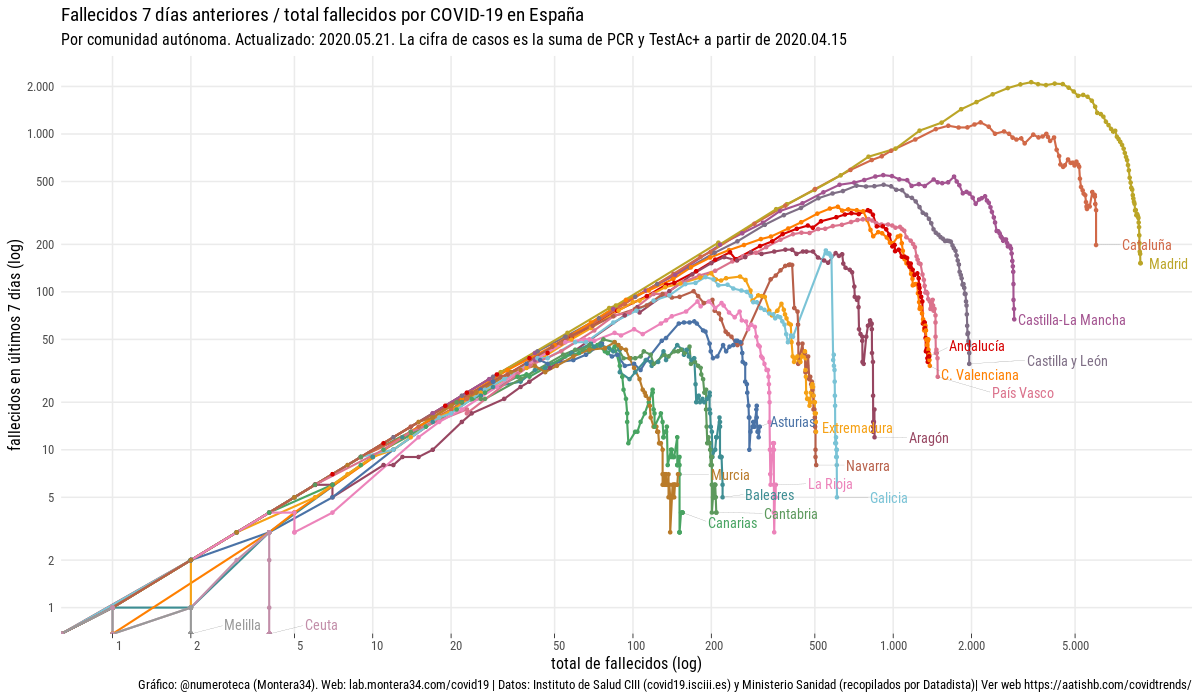 Fallecidos 7 días anteriores / total fallecidos por COVID-19 en España
Por comunidad autónoma. Actualizado: 2020.05.21. La cifra de casos es la suma de PCR y TestAc+ a partir de 2020.04.15
fallecidos en últimos 7 días (log)
2.000
1.000
500
200
100
50
20
10
5
2
1
Cataluña
Madrid
Castilla-La Mancha
Andalucía
Castilla y León
C. Valenciana
País Vasco
Asturias
Extremadura
Aragón
Navarra
Murcia
La Rioja
Baleares
Galicia
Cantabria
Canarias
Melilla
Ceuta
1
2
5
10
20
50
100
200
500
1.000
2.000
5.000
total de fallecidos (log)
Gráfico: @numeroteca (Montera34). Web: lab.montera34.com/covid19 | Datos: Instituto de Salud CIII (covid19.isciii.es) y Ministerio Sanidad (recopilados por Datadista)| Ver web https://aatishb.com/covidtrends/